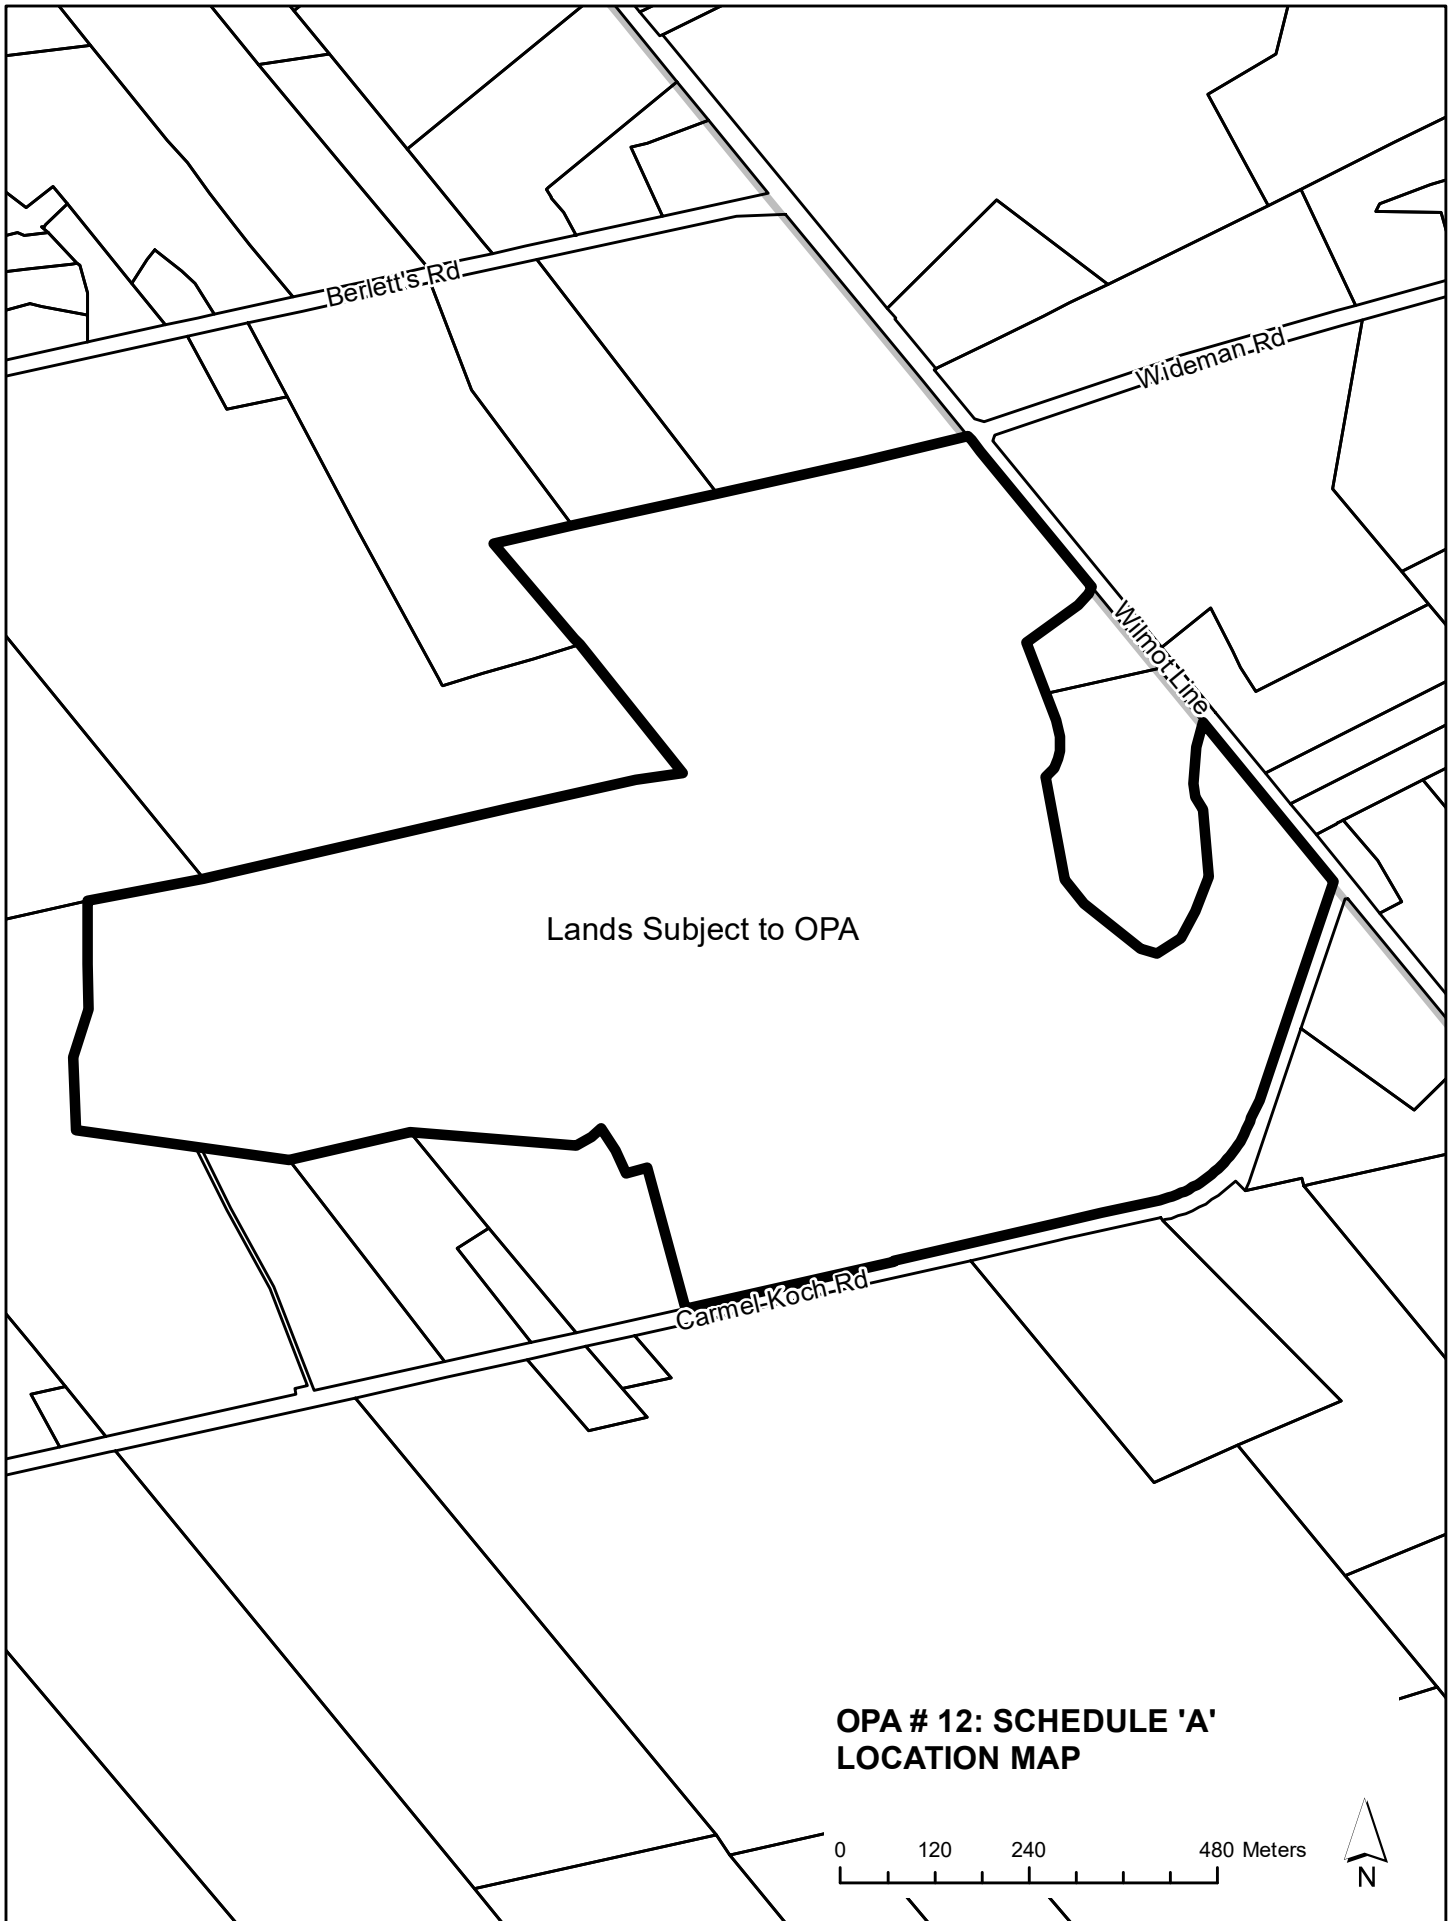 Berlett's Rd
Wideman Rd
Wilmot Line
Lands Subject to OPA
Carmel-Koch Rd
OPA # 12: SCHEDULE 'A'
LOCATION MAP
0 120 240 480 Meters
N